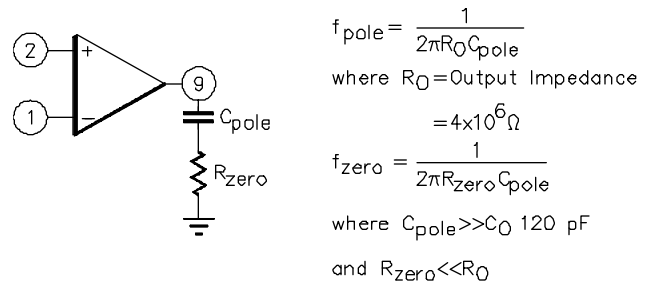 2
+
1
−
9
Cpole
Rzero
fpole = 1 / 2πROCpole
where RO=Output Impedance
=4x10^6Ω
fzero = 1 / 2πRzeroCpole
where Cpole>>CO 120 pF
and Rzero<<RO